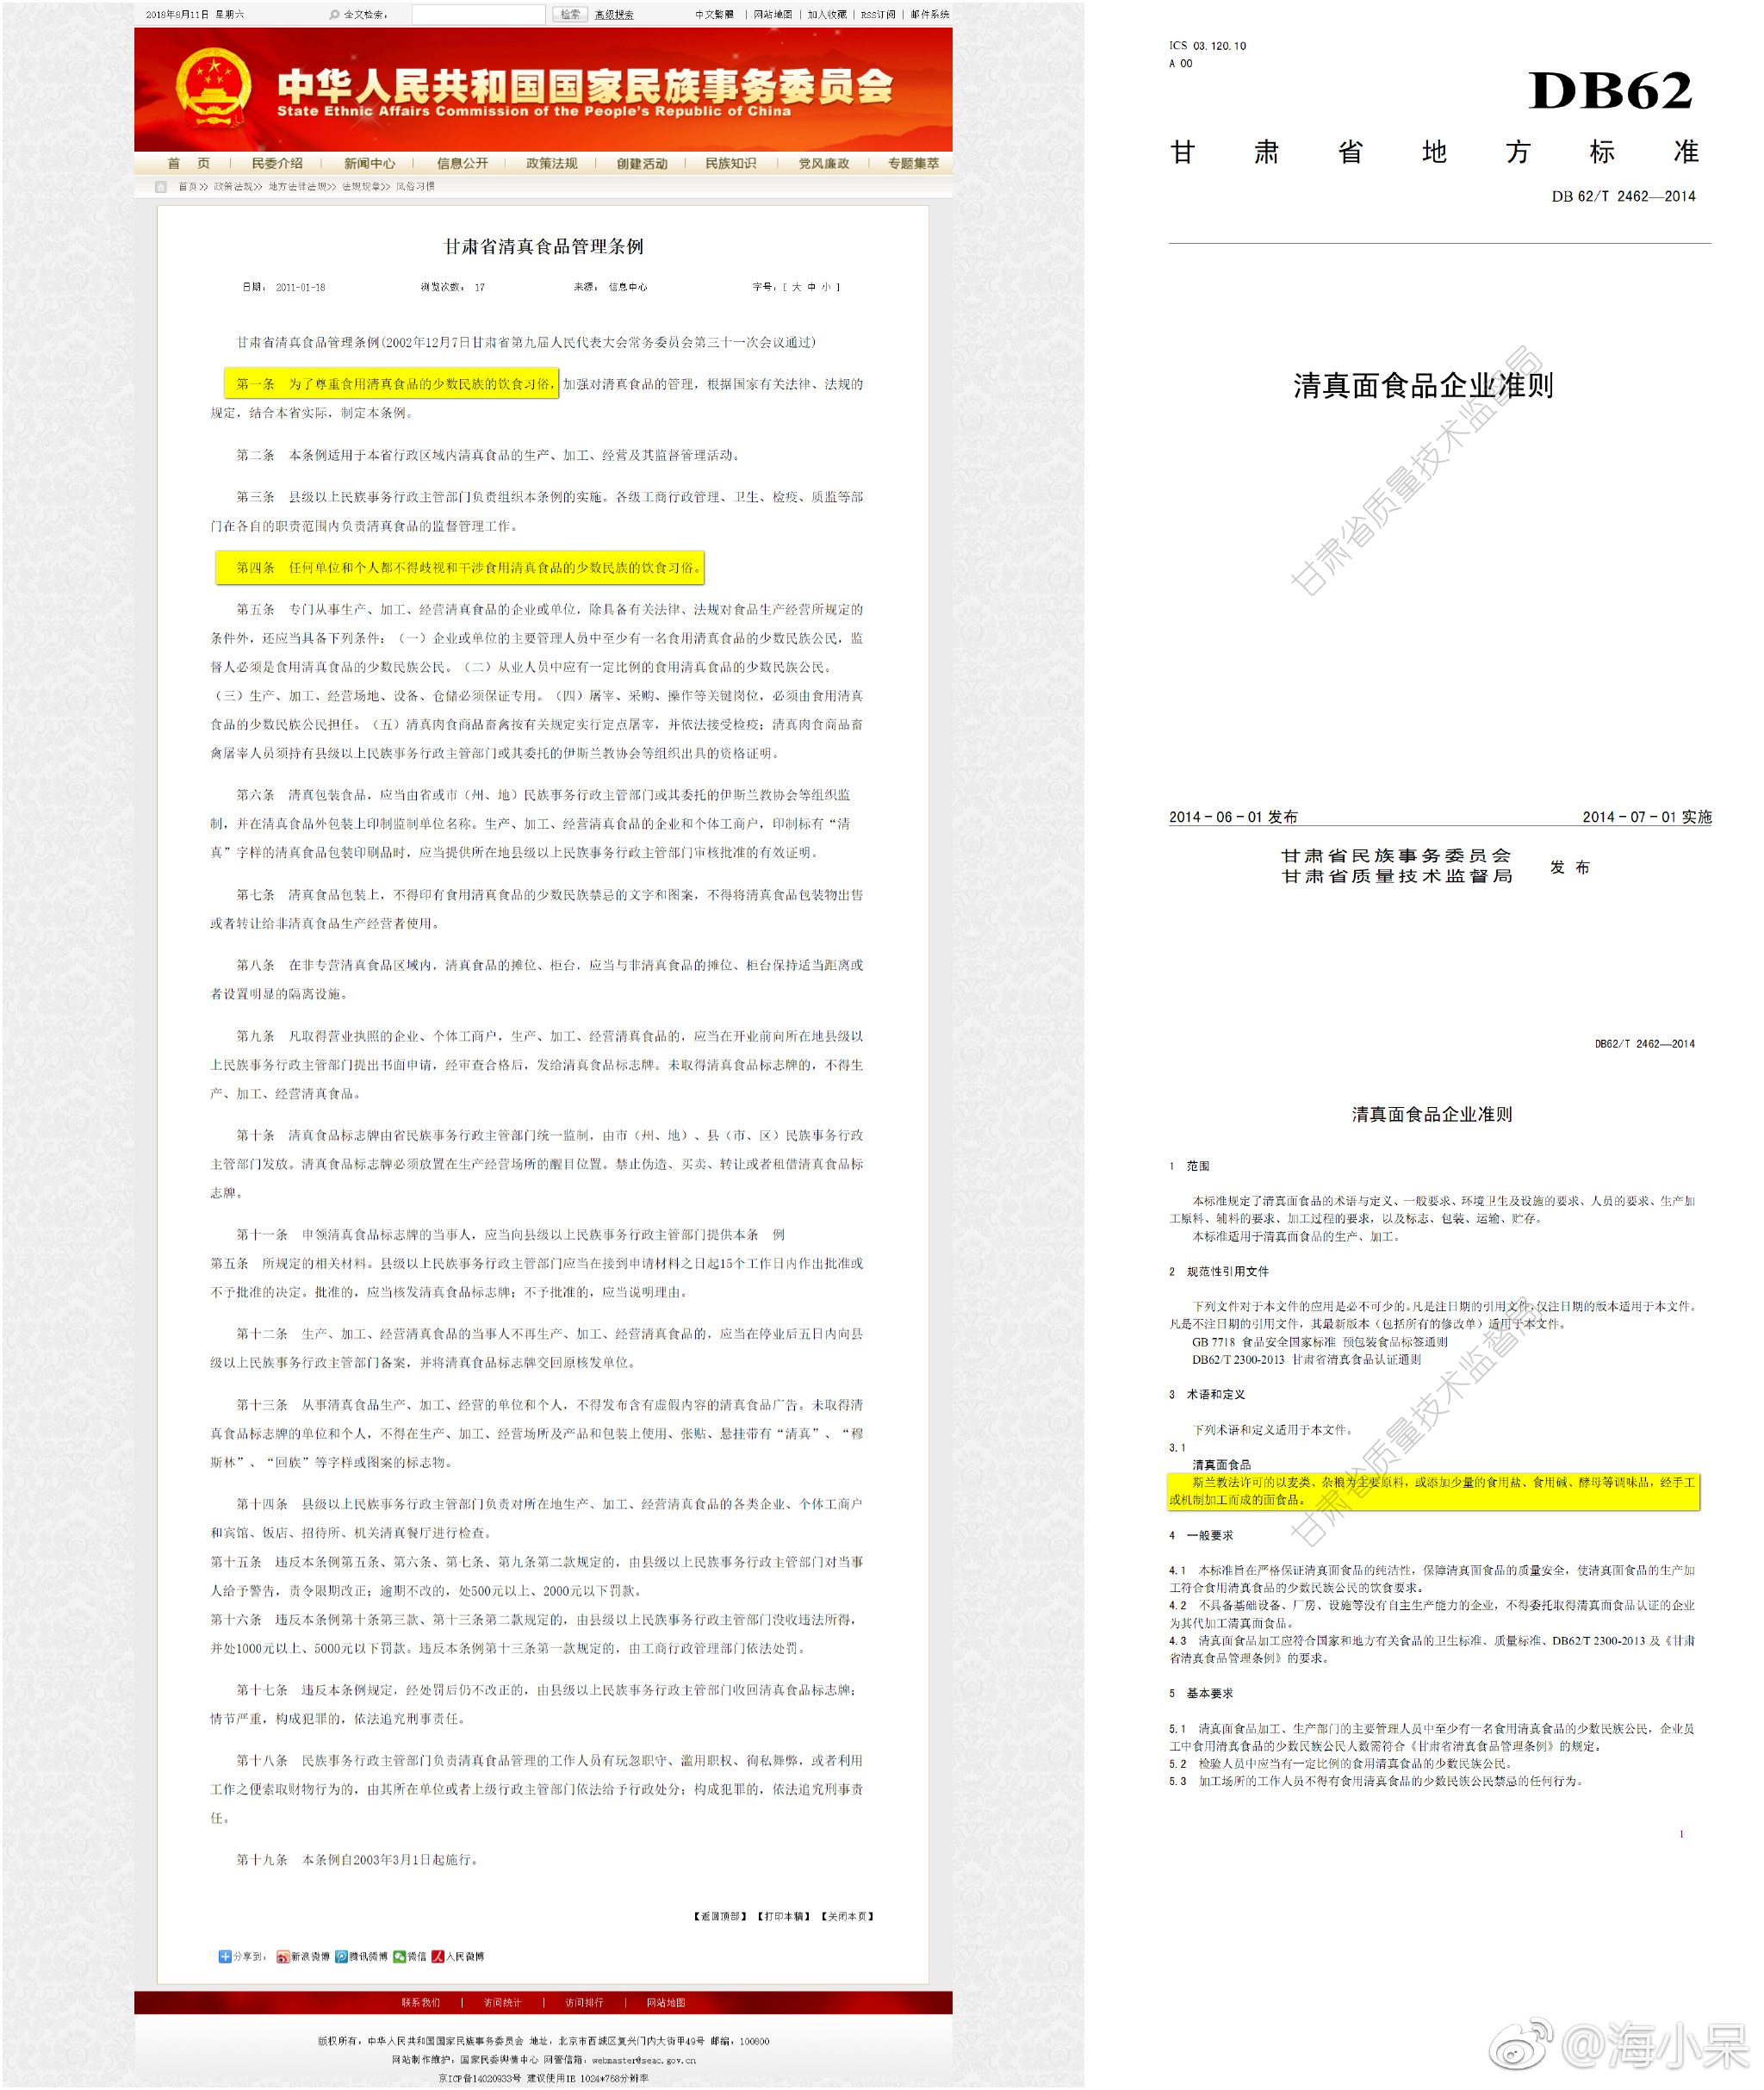 2018年8月11日 星期六
全文检索：
检索
高级搜索
中文繁體 | 网站地图 | 加入收藏 | RSS订阅 | 邮件系统
中华人民共和国国家民族事务委员会
State Ethnic Affairs Commission of the People's Republic of China
首 页 | 民委介绍 | 新闻中心 | 信息公开 | 政策法规 | 创建活动 | 民族知识 | 党风廉政 | 专题集萃
首页>> 政策法规>> 地方法律法规>> 法规规章>> 风俗习惯
甘肃省清真食品管理条例
日期： 2011-01-18 浏览次数： 17 来源： 信息中心 字号：[ 大 中 小 ]
甘肃省清真食品管理条例(2002年12月7日甘肃省第九届人民代表大会常务委员会第三十一次会议通过)
第一条 为了尊重食用清真食品的少数民族的饮食习俗，加强对清真食品的管理，根据国家有关法律、法规的
规定，结合本省实际，制定本条例。
第二条 本条例适用于本省行政区域内清真食品的生产、加工、经营及其监督管理活动。
第三条 县级以上民族事务行政主管部门负责组织本条例的实施。各级工商行政管理、卫生、检疫、质监等部
门在各自的职责范围内负责清真食品的监督管理工作。
第四条 任何单位和个人都不得歧视和干涉食用清真食品的少数民族的饮食习俗。
第五条 专门从事生产、加工、经营清真食品的企业或单位，除具备有关法律、法规对食品生产经营所规定的
条件外，还应当具备下列条件：（一）企业或单位的主要管理人员中至少有一名食用清真食品的少数民族公民，监
督人必须是食用清真食品的少数民族公民。（二）从业人员中应有一定比例的食用清真食品的少数民族公民。
（三）生产、加工、经营场地、设备、仓储必须保证专用。（四）屠宰、采购、操作等关键岗位，必须由食用清真
食品的少数民族公民担任。（五）清真肉食商品畜禽按有关规定实行定点屠宰，并依法接受检疫；清真肉食商品畜
禽屠宰人员须持有县级以上民族事务行政主管部门或其委托的伊斯兰教协会等组织出具的资格证明。
第六条 清真包装食品，应当由省或市（州、地）民族事务行政主管部门或其委托的伊斯兰教协会等组织监
制，并在清真食品外包装上印制监制单位名称。生产、加工、经营清真食品的企业和个体工商户，印制标有“清
真”字样的清真食品包装印刷品时，应当提供所在地县级以上民族事务行政主管部门审核批准的有效证明。
第七条 清真食品包装上，不得印有食用清真食品的少数民族禁忌的文字和图案，不得将清真食品包装物出售
或者转让给非清真食品生产经营者使用。
第八条 在非专营清真食品区域内，清真食品的摊位、柜台，应当与非清真食品的摊位、柜台保持适当距离或
者设置明显的隔离设施。
第九条 凡取得营业执照的企业、个体工商户，生产、加工、经营清真食品的，应当在开业前向所在地县级以
上民族事务行政主管部门提出书面申请，经审查合格后，发给清真食品标志牌。未取得清真食品标志牌的，不得生
产、加工、经营清真食品。
第十条 清真食品标志牌由省民族事务行政主管部门统一监制，由市（州、地）、县（市、区）民族事务行政
主管部门发放。清真食品标志牌必须放置在生产经营场所的醒目位置。禁止伪造、买卖、转让或者租借清真食品标
志牌。
第十一条 申领清真食品标志牌的当事人，应当向县级以上民族事务行政主管部门提供本条 例
第五条 所规定的相关材料。县级以上民族事务行政主管部门应当在接到申请材料之日起15个工作日内作出批准或
不予批准的决定。批准的，应当核发清真食品标志牌；不予批准的，应当说明理由。
第十二条 生产、加工、经营清真食品的当事人不再生产、加工、经营清真食品的，应当在停业后五日内向县
级以上民族事务行政主管部门备案，并将清真食品标志牌交回原核发单位。
第十三条 从事清真食品生产、加工、经营的单位和个人，不得发布含有虚假内容的清真食品广告。未取得清
真食品标志牌的单位和个人，不得在生产、加工、经营场所及产品和包装上使用、张贴、悬挂带有“清真”、“穆
斯林”、“回族”等字样或图案的标志物。
第十四条 县级以上民族事务行政主管部门负责对所在地生产、加工、经营清真食品的各类企业、个体工商户
和宾馆、饭店、招待所、机关清真餐厅进行检查。
第十五条 违反本条例第五条、第六条、第七条、第九条第二款规定的，由县级以上民族事务行政主管部门对当事
人给予警告，责令限期改正；逾期不改的，处500元以上、2000元以下罚款。
第十六条 违反本条例第十条第三款、第十三条第二款规定的，由县级以上民族事务行政主管部门没收违法所得，
并处1000元以上、5000元以下罚款。违反本条例第十三条第一款规定的，由工商行政管理部门依法处罚。
第十七条 违反本条例规定，经处罚后仍不改正的，由县级以上民族事务行政主管部门收回清真食品标志牌；
情节严重，构成犯罪的，依法追究刑事责任。
第十八条 民族事务行政主管部门负责清真食品管理的工作人员有玩忽职守、滥用职权、徇私舞弊，或者利用
工作之便索取财物行为的，由其所在单位或者上级行政主管部门依法给予行政处分；构成犯罪的，依法追究刑事责
任。
第十九条 本条例自2003年3月1日起施行。
【返回顶部】 【打印本稿】 【关闭本页】
分享到： 新浪微博 腾讯微博 微信 人民微博
联系我们 | 访问统计 | 访问排行 | 网站地图
版权所有：中华人民共和国国家民族事务委员会 地址：北京市西城区复兴门内大街甲49号 邮编：100800
网站制作维护：国家民委舆情中心 网管信箱：webmaster@seac.gov.cn
京ICP备14020933号 建议使用IE 1024*768分辨率
ICS 03.120.10
A 00
DB62
甘肃省地方标准
DB 62/T 2462—2014
清真面食品企业准则
甘肃省质量技术监督局
2014－06－01 发布
2014－07－01 实施
甘肃省民族事务委员会
甘肃省质量技术监督局
发 布
DB62/T 2462—2014
清真面食品企业准则
1 范围
本标准规定了清真面食品的术语与定义、一般要求、环境卫生及设施的要求、人员的要求、生产加
工原料、辅料的要求、加工过程的要求，以及标志、包装、运输、贮存。
本标准适用于清真面食品的生产、加工。
2 规范性引用文件
下列文件对于本文件的应用是必不可少的。凡是注日期的引用文件，仅注日期的版本适用于本文件。
凡是不注日期的引用文件，其最新版本（包括所有的修改单）适用于本文件。
GB 7718 食品安全国家标准 预包装食品标签通则
DB62/T 2300-2013 甘肃省清真食品认证通则
3 术语和定义
下列术语和定义适用于本文件。
3.1
清真面食品
斯兰教法许可的以麦类、杂粮为主要原料，或添加少量的食用盐、食用碱、酵母等调味品，经手工
或机制加工而成的面食品。
甘肃省质量技术监督局
4 一般要求
4.1 本标准旨在严格保证清真面食品的纯洁性，保障清真面食品的质量安全，使清真面食品的生产加
工符合食用清真食品的少数民族公民的饮食要求。
4.2 不具备基础设备、厂房、设施等没有自主生产能力的企业，不得委托取得清真面食品认证的企业
为其代加工清真面食品。
4.3 清真面食品加工应符合国家和地方有关食品的卫生标准、质量标准、DB62/T 2300-2013 及《甘肃
省清真食品管理条例》的要求。
5 基本要求
5.1 清真面食品加工、生产部门的主要管理人员中至少有一名食用清真食品的少数民族公民，企业员
工中食用清真食品的少数民族公民人数需符合《甘肃省清真食品管理条例》的规定。
5.2 检验人员中应当有一定比例的食用清真食品的少数民族公民。
5.3 加工场所的工作人员不得有食用清真食品的少数民族公民禁忌的任何行为。
1
@海小呆